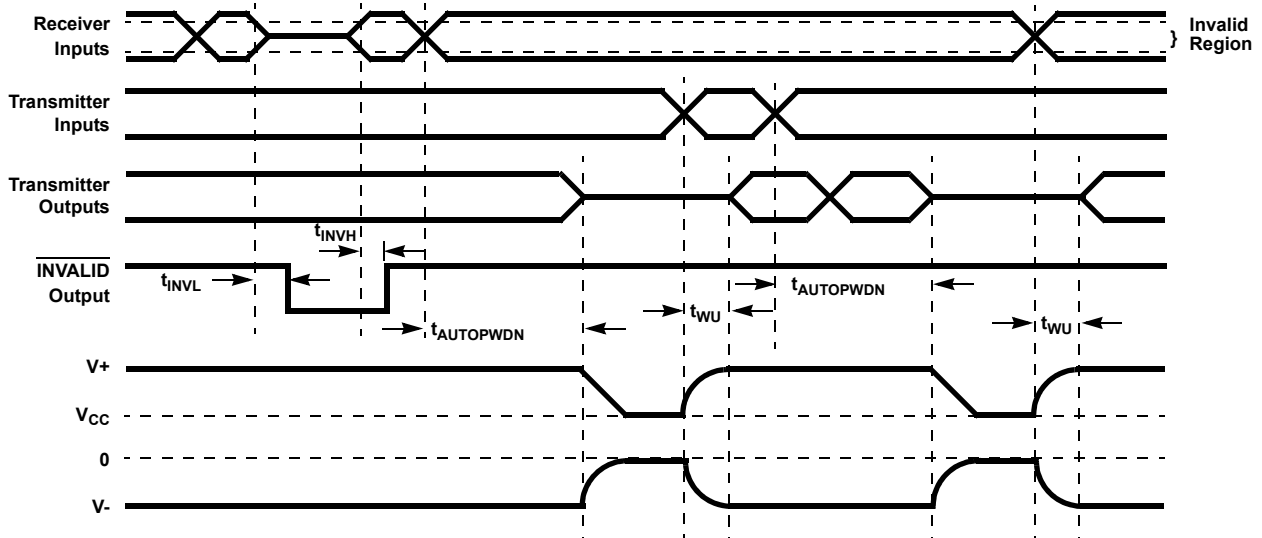 Receiver
Inputs
} Invalid
Region
Transmitter
Inputs
Transmitter
Outputs
tINVH
INVALID
Output
tINVL
tAUTOPWDN
tWU
tAUTOPWDN
tWU
V+
VCC
0
V-